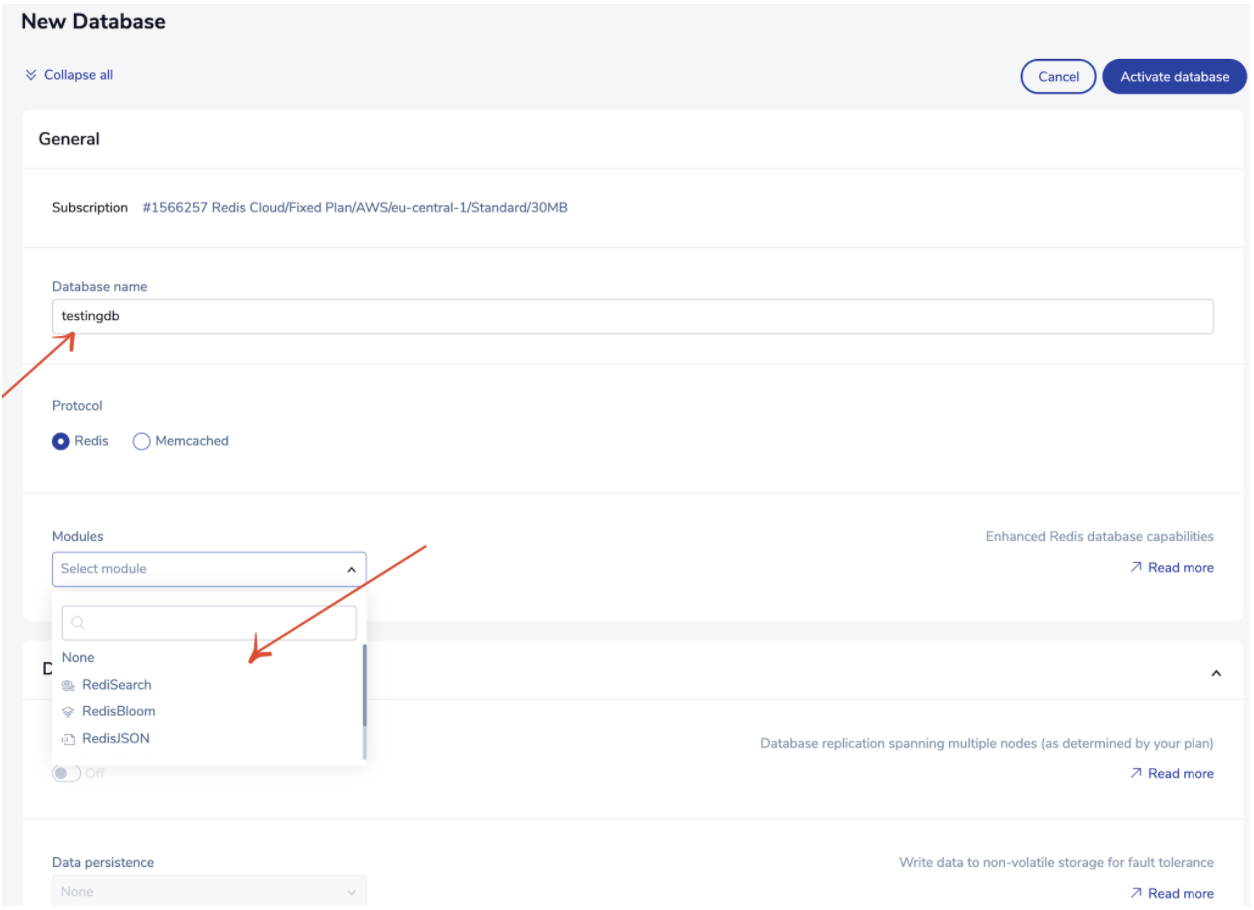 New Database
Collapse all
Cancel
Activate database
General
Subscription #1566257 Redis Cloud/Fixed Plan/AWS/eu-central-1/Standard/30MB
Database name
testingdb
Protocol
Redis Memcached
Modules
Enhanced Redis database capabilities
Select module
Read more
None
D
RediSearch
RedisBloom
RedisJSON
Database replication spanning multiple nodes (as determined by your plan)
Off
Read more
Data persistence
Write data to non-volatile storage for fault tolerance
None
Read more